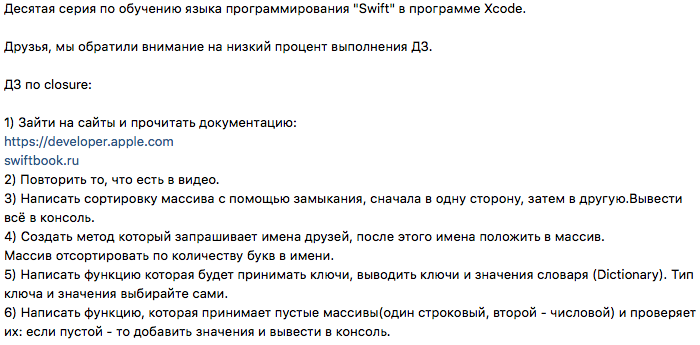 Десятая серия по обучению языка программирования "Swift" в программе Xcode.
Друзья, мы обратили внимание на низкий процент выполнения ДЗ.
ДЗ по closure:
1) Зайти на сайты и прочитать документацию:
https://developer.apple.com
swiftbook.ru
2) Повторить то, что есть в видео.
3) Написать сортировку массива с помощью замыкания, сначала в одну сторону, затем в другую.Вывести
всё в консоль.
4) Создать метод который запрашивает имена друзей, после этого имена положить в массив.
Массив отсортировать по количеству букв в имени.
5) Написать функцию которая будет принимать ключи, выводить ключи и значения словаря (Dictionary). Тип
ключа и значения выбирайте сами.
6) Написать функцию, которая принимает пустые массивы(один строковый, второй - числовой) и проверяет
их: если пустой - то добавить значения и вывести в консоль.